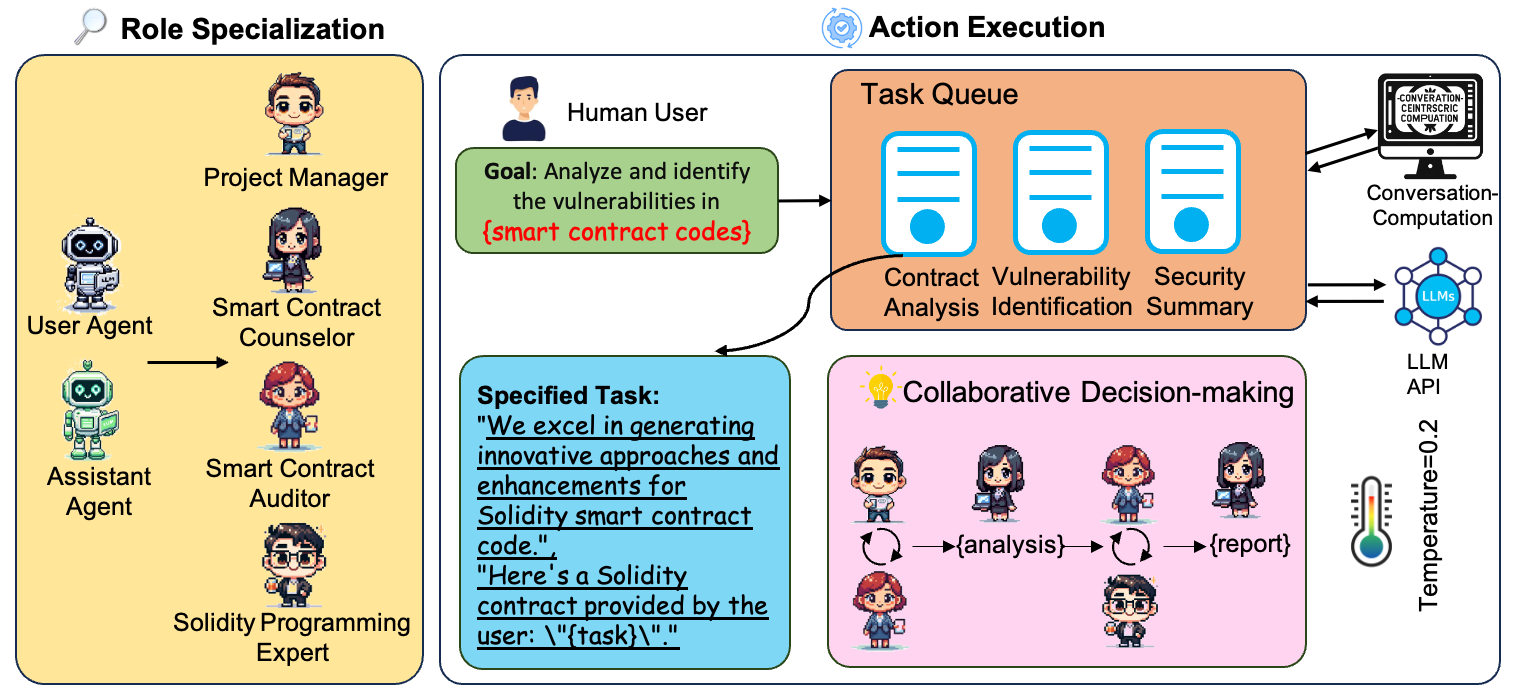 Role Specialization
Project Manager
User Agent
Smart Contract
Counselor
Assistant
Agent
Smart Contract
Auditor
Solidity Programming
Expert
Action Execution
Human User
Goal: Analyze and identify
the vulnerabilities in
{smart contract codes}
Task Queue
Contract
Analysis
Vulnerability
Identification
Security
Summary
-CONVERATION-
CEINTRSCRIC
COMPUATION
Conversation-
Computation
LLMs
LLM
API
Temperature=0.2
Specified Task:
"We excel in generating
innovative approaches and
enhancements for
Solidity smart contract
code.",
"Here's a Solidity
contract provided by the
user: \"{task}\"."
Collaborative Decision-making
{analysis}
{report}